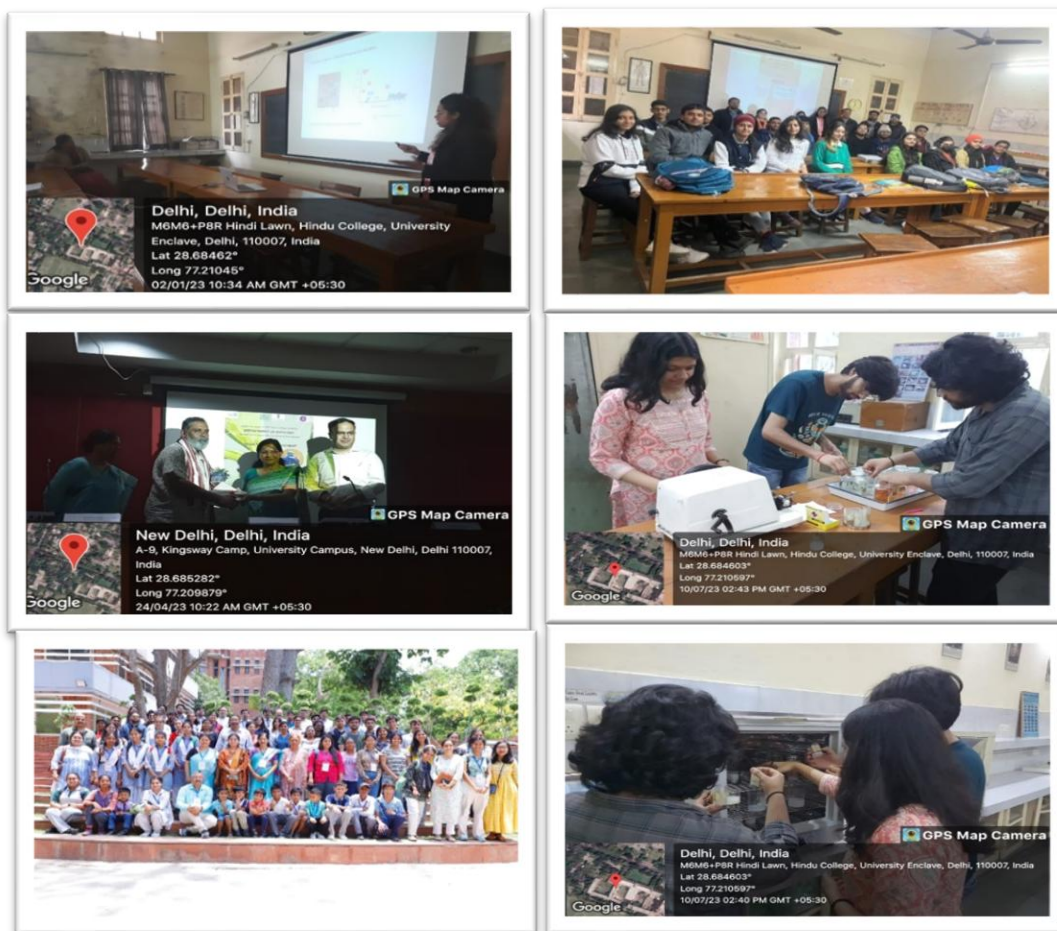 GPS Map Camera
Delhi, Delhi, India
M6M6+P8R Hindi Lawn, Hindu College, University
Enclave, Delhi, 110007, India
Lat 28.68462°
Long 77.21045°
02/01/23 10:34 AM GMT +05:30
Google
GPS Map Camera
New Delhi, Delhi, India
A-9, Kingsway Camp, University Campus, New Delhi, Delhi 110007,
India
Lat 28.685282°
Long 77.209879°
24/04/23 10:22 AM GMT +05:30
Google
GPS Map Camera
Delhi, Delhi, India
M6M6+P8R Hindi Lawn, Hindu College, University Enclave, Delhi, 110007, India
Lat 28.684603°
Long 77.210597°
10/07/23 02:43 PM GMT +05:30
Google
GPS Map Camera
Delhi, Delhi, India
M6M6+P8R Hindi Lawn, Hindu College, University Enclave, Delhi, 110007, India
Lat 28.684603°
Long 77.210597°
10/07/23 02:40 PM GMT +05:30
Google